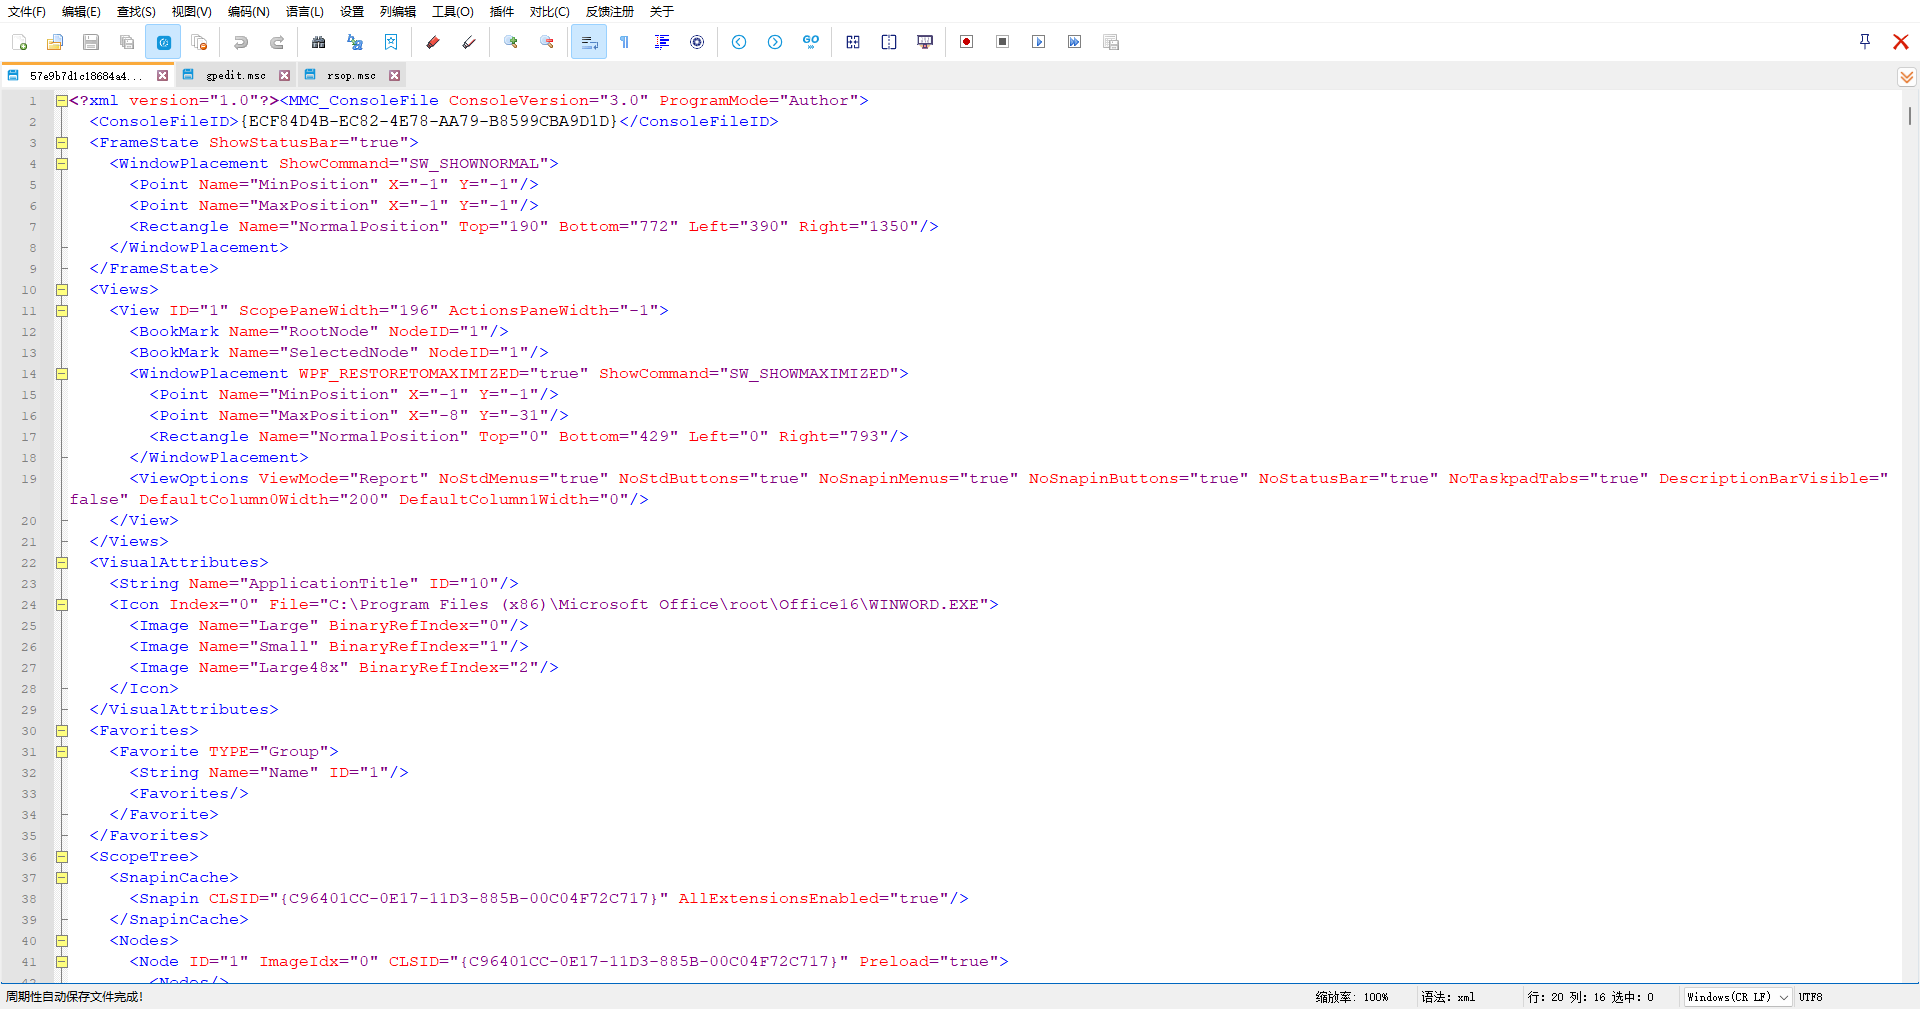 文件(F) 编辑(E) 查找(S) 视图(V) 编码(N) 语言(L) 设置 列编辑 工具(O) 插件 对比(C) 反馈注册 关于
57e9b7d1c18684a4... gpedit.msc rsop.msc
1 <?xml version="1.0"?><MMC_ConsoleFile ConsoleVersion="3.0" ProgramMode="Author">
2 <ConsoleFileID>{ECF84D4B-EC82-4E78-AA79-B8599CBA9D1D}</ConsoleFileID>
3 <FrameState ShowStatusBar="true">
4 <WindowPlacement ShowCommand="SW_SHOWNORMAL">
5 <Point Name="MinPosition" X="-1" Y="-1"/>
6 <Point Name="MaxPosition" X="-1" Y="-1"/>
7 <Rectangle Name="NormalPosition" Top="190" Bottom="772" Left="390" Right="1350"/>
8 </WindowPlacement>
9 </FrameState>
10 <Views>
11 <View ID="1" ScopePaneWidth="196" ActionsPaneWidth="-1">
12 <BookMark Name="RootNode" NodeID="1"/>
13 <BookMark Name="SelectedNode" NodeID="1"/>
14 <WindowPlacement WPF_RESTORETOMAXIMIZED="true" ShowCommand="SW_SHOWMAXIMIZED">
15 <Point Name="MinPosition" X="-1" Y="-1"/>
16 <Point Name="MaxPosition" X="-8" Y="-31"/>
17 <Rectangle Name="NormalPosition" Top="0" Bottom="429" Left="0" Right="793"/>
18 </WindowPlacement>
19 <ViewOptions ViewMode="Report" NoStdMenus="true" NoStdButtons="true" NoSnapinMenus="true" NoSnapinButtons="true" NoStatusBar="true" NoTaskpadTabs="true" DescriptionBarVisible="
false" DefaultColumn0Width="200" DefaultColumn1Width="0"/>
20 </View>
21 </Views>
22 <VisualAttributes>
23 <String Name="ApplicationTitle" ID="10"/>
24 <Icon Index="0" File="C:\Program Files (x86)\Microsoft Office\root\Office16\WINWORD.EXE">
25 <Image Name="Large" BinaryRefIndex="0"/>
26 <Image Name="Small" BinaryRefIndex="1"/>
27 <Image Name="Large48x" BinaryRefIndex="2"/>
28 </Icon>
29 </VisualAttributes>
30 <Favorites>
31 <Favorite TYPE="Group">
32 <String Name="Name" ID="1"/>
33 <Favorites/>
34 </Favorite>
35 </Favorites>
36 <ScopeTree>
37 <SnapinCache>
38 <Snapin CLSID="{C96401CC-0E17-11D3-885B-00C04F72C717}" AllExtensionsEnabled="true"/>
39 </SnapinCache>
40 <Nodes>
41 <Node ID="1" ImageIdx="0" CLSID="{C96401CC-0E17-11D3-885B-00C04F72C717}" Preload="true">
42 <Nodes/>
周期性自动保存文件完成! 缩放率: 100% 语法: xml 行: 20 列: 16 选中: 0 Windows(CR LF) UTF8